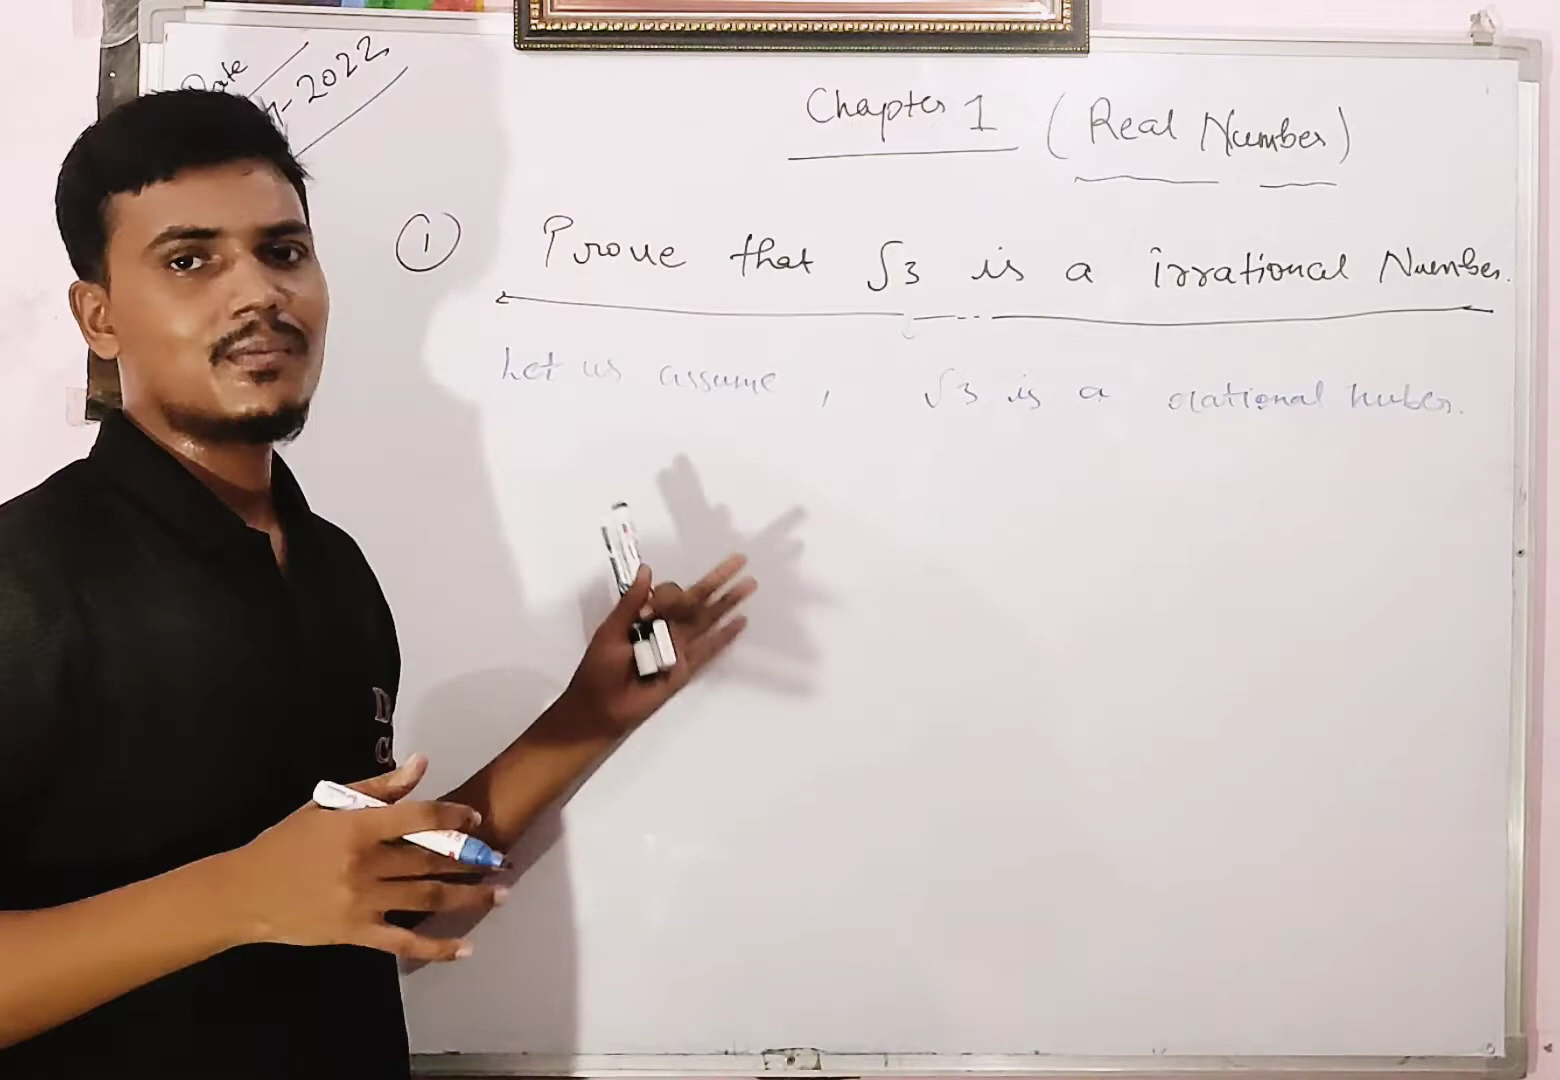 Date
-2022
Chapter 1 (Real Number)
① Prove that √3 is a irrational Number.
Let us assume, √3 is a rational nuber.